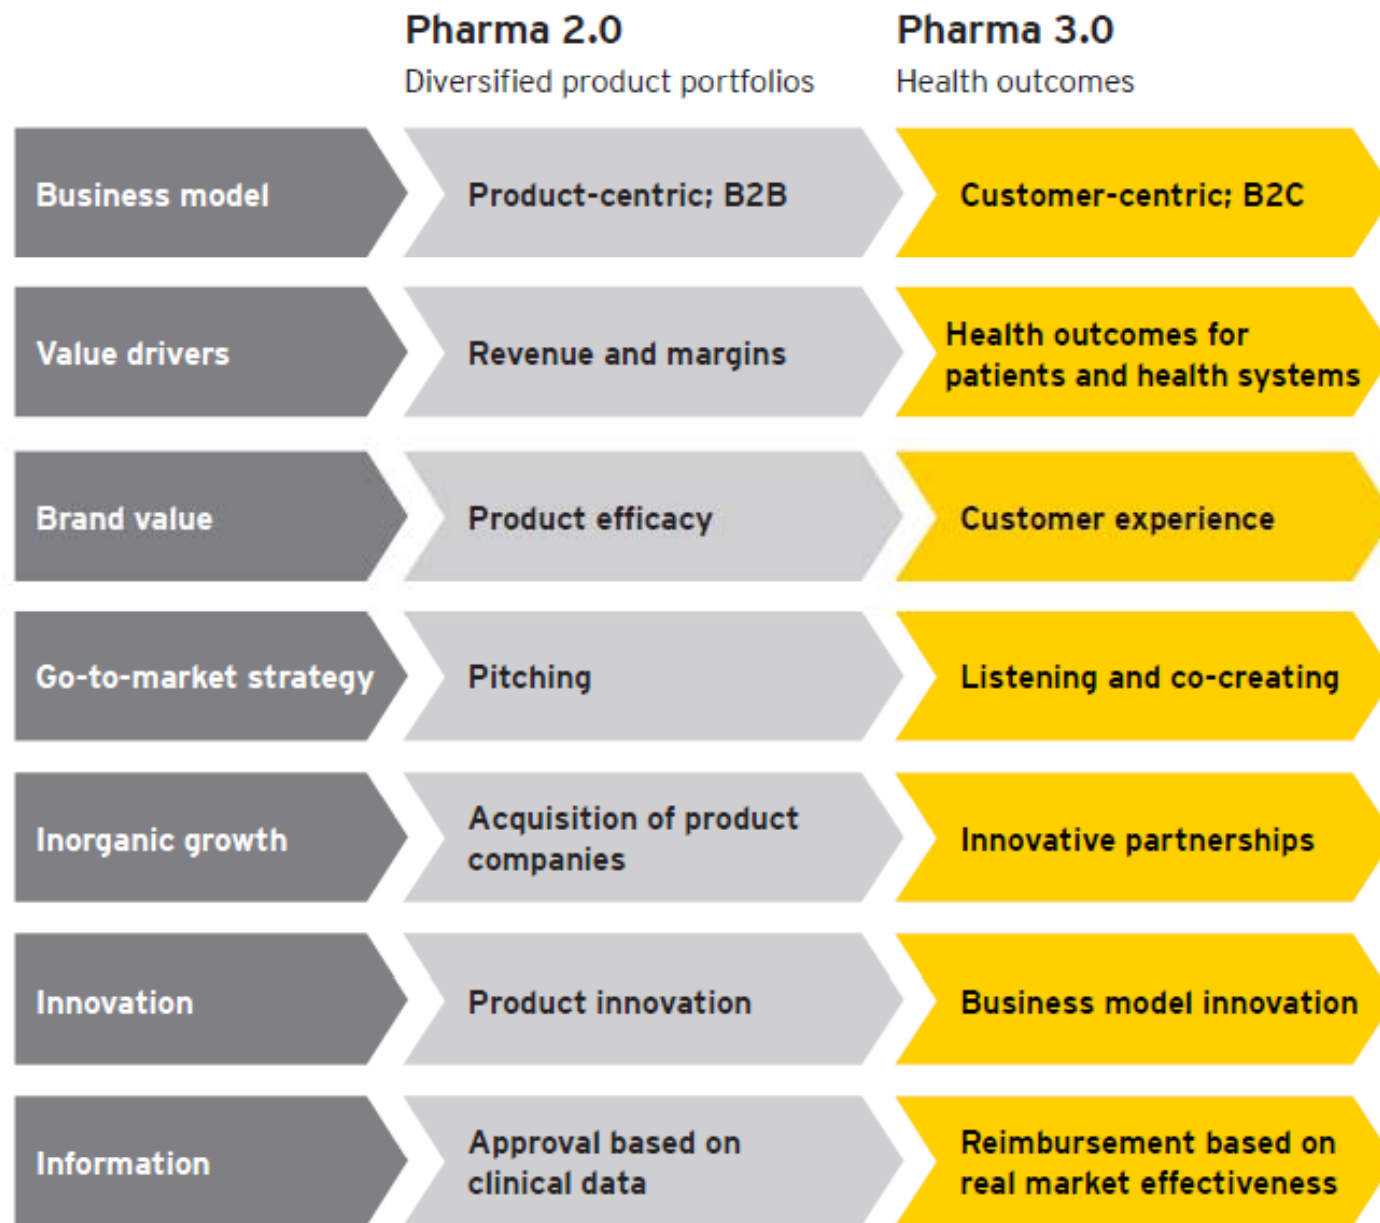 Pharma 2.0
Pharma 3.0
Diversified product portfolios
Health outcomes
Business model
Product-centric; B2B
Customer-centric; B2C
Value drivers
Revenue and margins
Health outcomes for
patients and health systems
Brand value
Product efficacy
Customer experience
Go-to-market strategy
Pitching
Listening and co-creating
Inorganic growth
Acquisition of product
companies
Innovative partnerships
Innovation
Product innovation
Business model innovation
Information
Approval based on
clinical data
Reimbursement based on
real market effectiveness